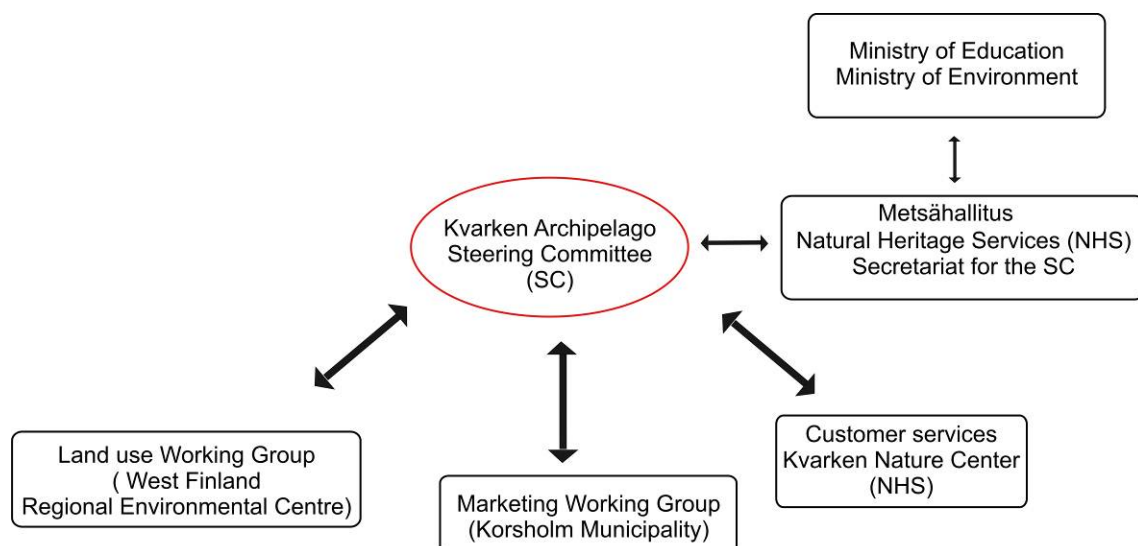 Ministry of Education
Ministry of Environment
Kvarken Archipelago
Steering Committee
(SC)
Metsähallitus
Natural Heritage Services (NHS)
Secretariat for the SC
Land use Working Group
( West Finland
Regional Environmental Centre)
Marketing Working Group
(Korsholm Municipality)
Customer services
Kvarken Nature Center
(NHS)